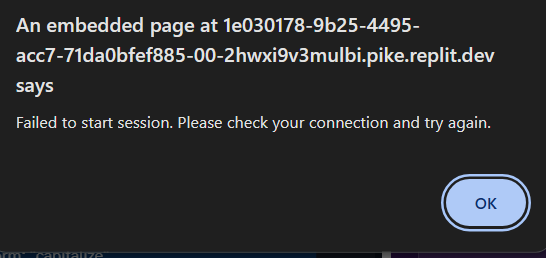 An embedded page at 1e030178-9b25-4495-
acc7-71da0bfef885-00-2hwxi9v3mulbi.pike.replit.dev
says
Failed to start session. Please check your connection and try again.
OK
capitalize